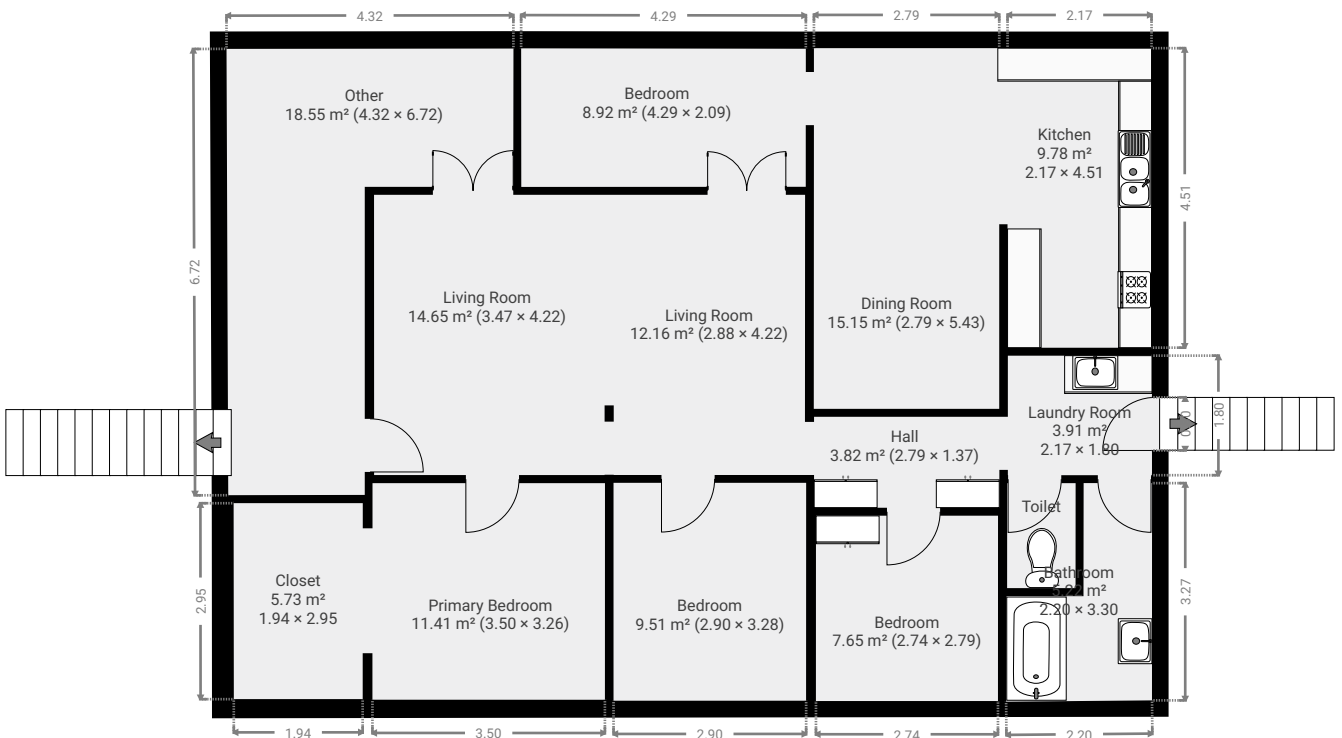 4.32
4.29
2.79
2.17
Other
18.55 m² (4.32 × 6.72)
Bedroom
8.92 m² (4.29 × 2.09)
Kitchen
9.78 m²
2.17 × 4.51
4.51
6.72
Living Room
14.65 m² (3.47 × 4.22)
Living Room
12.16 m² (2.88 × 4.22)
Dining Room
15.15 m² (2.79 × 5.43)
Laundry Room
3.91 m²
2.17 × 1.80
1.80
Hall
3.82 m² (2.79 × 1.37)
Toilet
Bathroom
m²
2.20 × 3.30
3.27
2.95
Closet
5.73 m²
1.94 × 2.95
Primary Bedroom
11.41 m² (3.50 × 3.26)
Bedroom
9.51 m² (2.90 × 3.28)
Bedroom
7.65 m² (2.74 × 2.79)
1.94
3.50
2.90
2.74
2.20